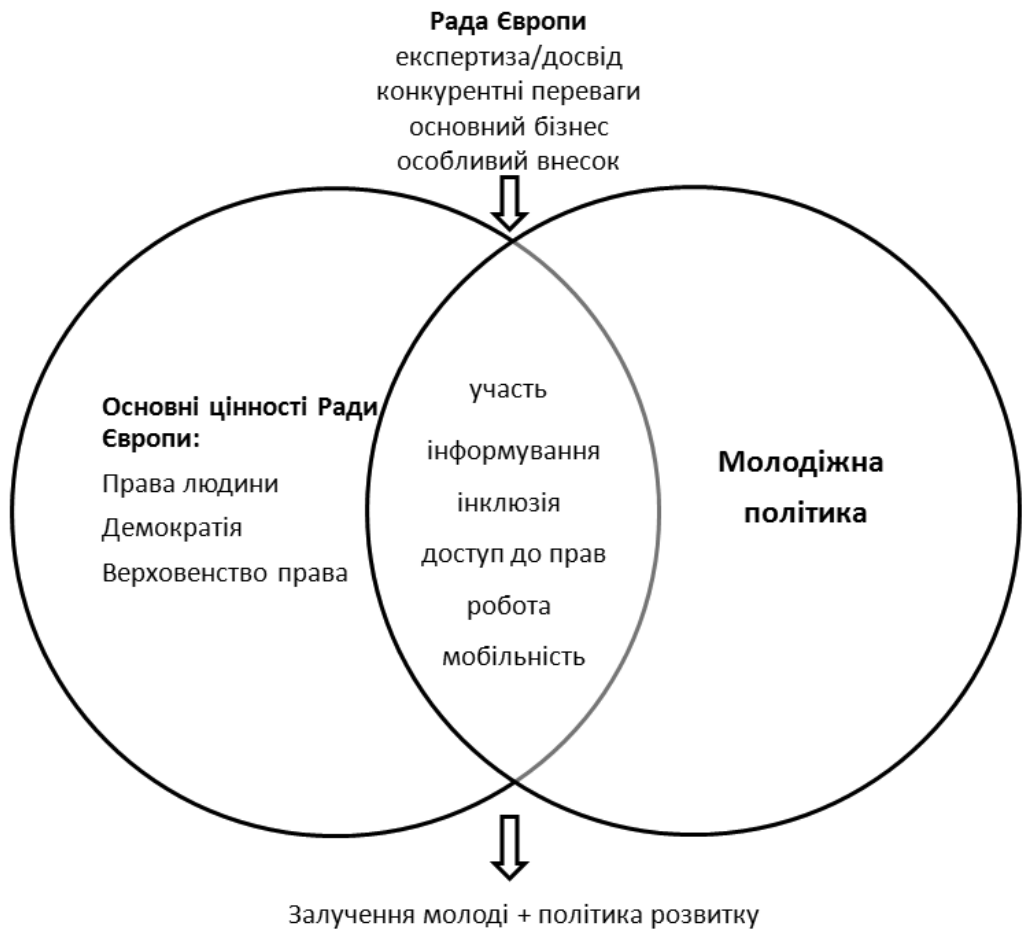 Рада Європи
експертиза/досвід
конкурентні переваги
основний бізнес
особливий внесок
Основні цінності Ради
Європи:
Права людини
Демократія
Верховенство права
участь
інформування
інклюзія
доступ до прав
робота
мобільність
Молодіжна
політика
Залучення молоді + політика розвитку